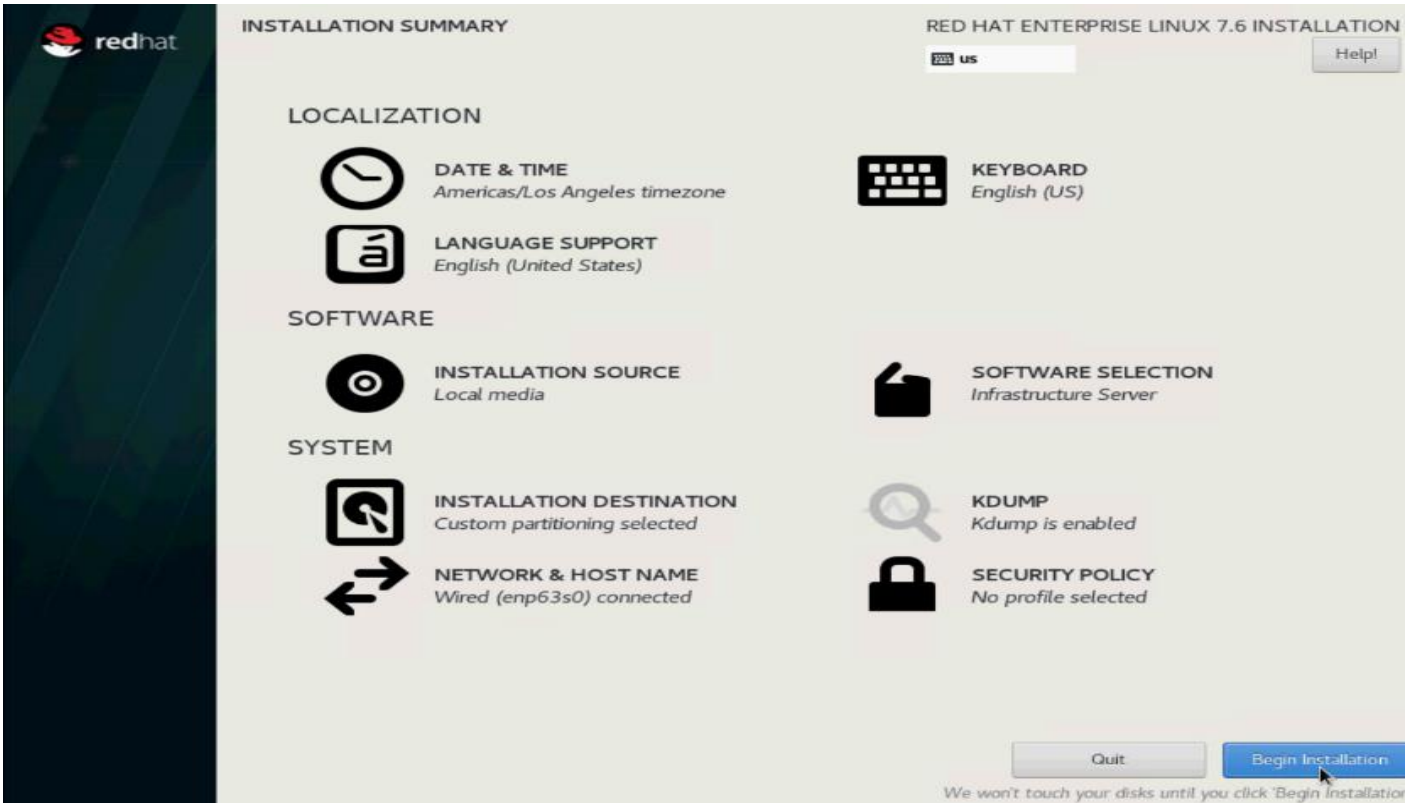 redhat
INSTALLATION SUMMARY
RED HAT ENTERPRISE LINUX 7.6 INSTALLATION
us
Help!
LOCALIZATION
DATE & TIME
Americas/Los Angeles timezone
KEYBOARD
English (US)
á
LANGUAGE SUPPORT
English (United States)
SOFTWARE
INSTALLATION SOURCE
Local media
SOFTWARE SELECTION
Infrastructure Server
SYSTEM
INSTALLATION DESTINATION
Custom partitioning selected
KDUMP
Kdump is enabled
NETWORK & HOST NAME
Wired (enp63s0) connected
SECURITY POLICY
No profile selected
Quit
Begin Installation
We won't touch your disks until you click 'Begin Installation